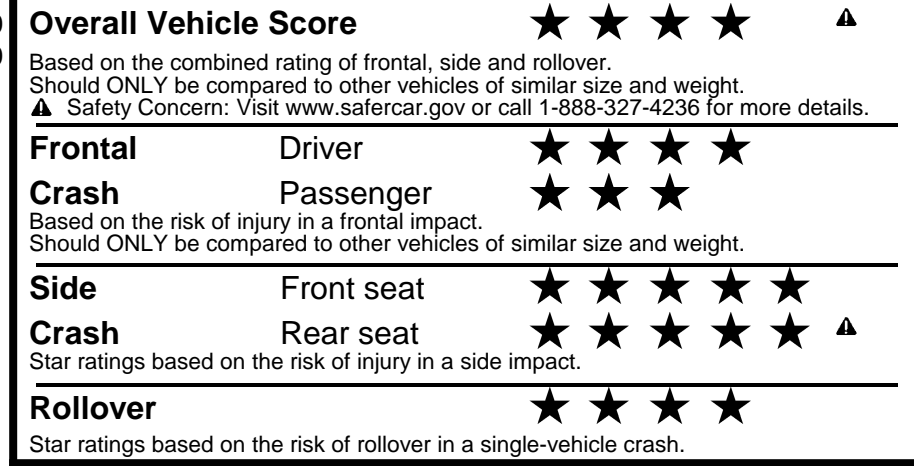 Overall Vehicle Score ★ ★ ★ ★ ⚠
Based on the combined rating of frontal, side and rollover.
Should ONLY be compared to other vehicles of similar size and weight.
⚠ Safety Concern: Visit www.safercar.gov or call 1-888-327-4236 for more details.
Frontal Driver ★ ★ ★ ★
Crash Passenger ★ ★ ★
Based on the risk of injury in a frontal impact.
Should ONLY be compared to other vehicles of similar size and weight.
Side Front seat ★ ★ ★ ★ ★
Crash Rear seat ★ ★ ★ ★ ★ ⚠
Star ratings based on the risk of injury in a side impact.
Rollover ★ ★ ★ ★
Star ratings based on the risk of rollover in a single-vehicle crash.